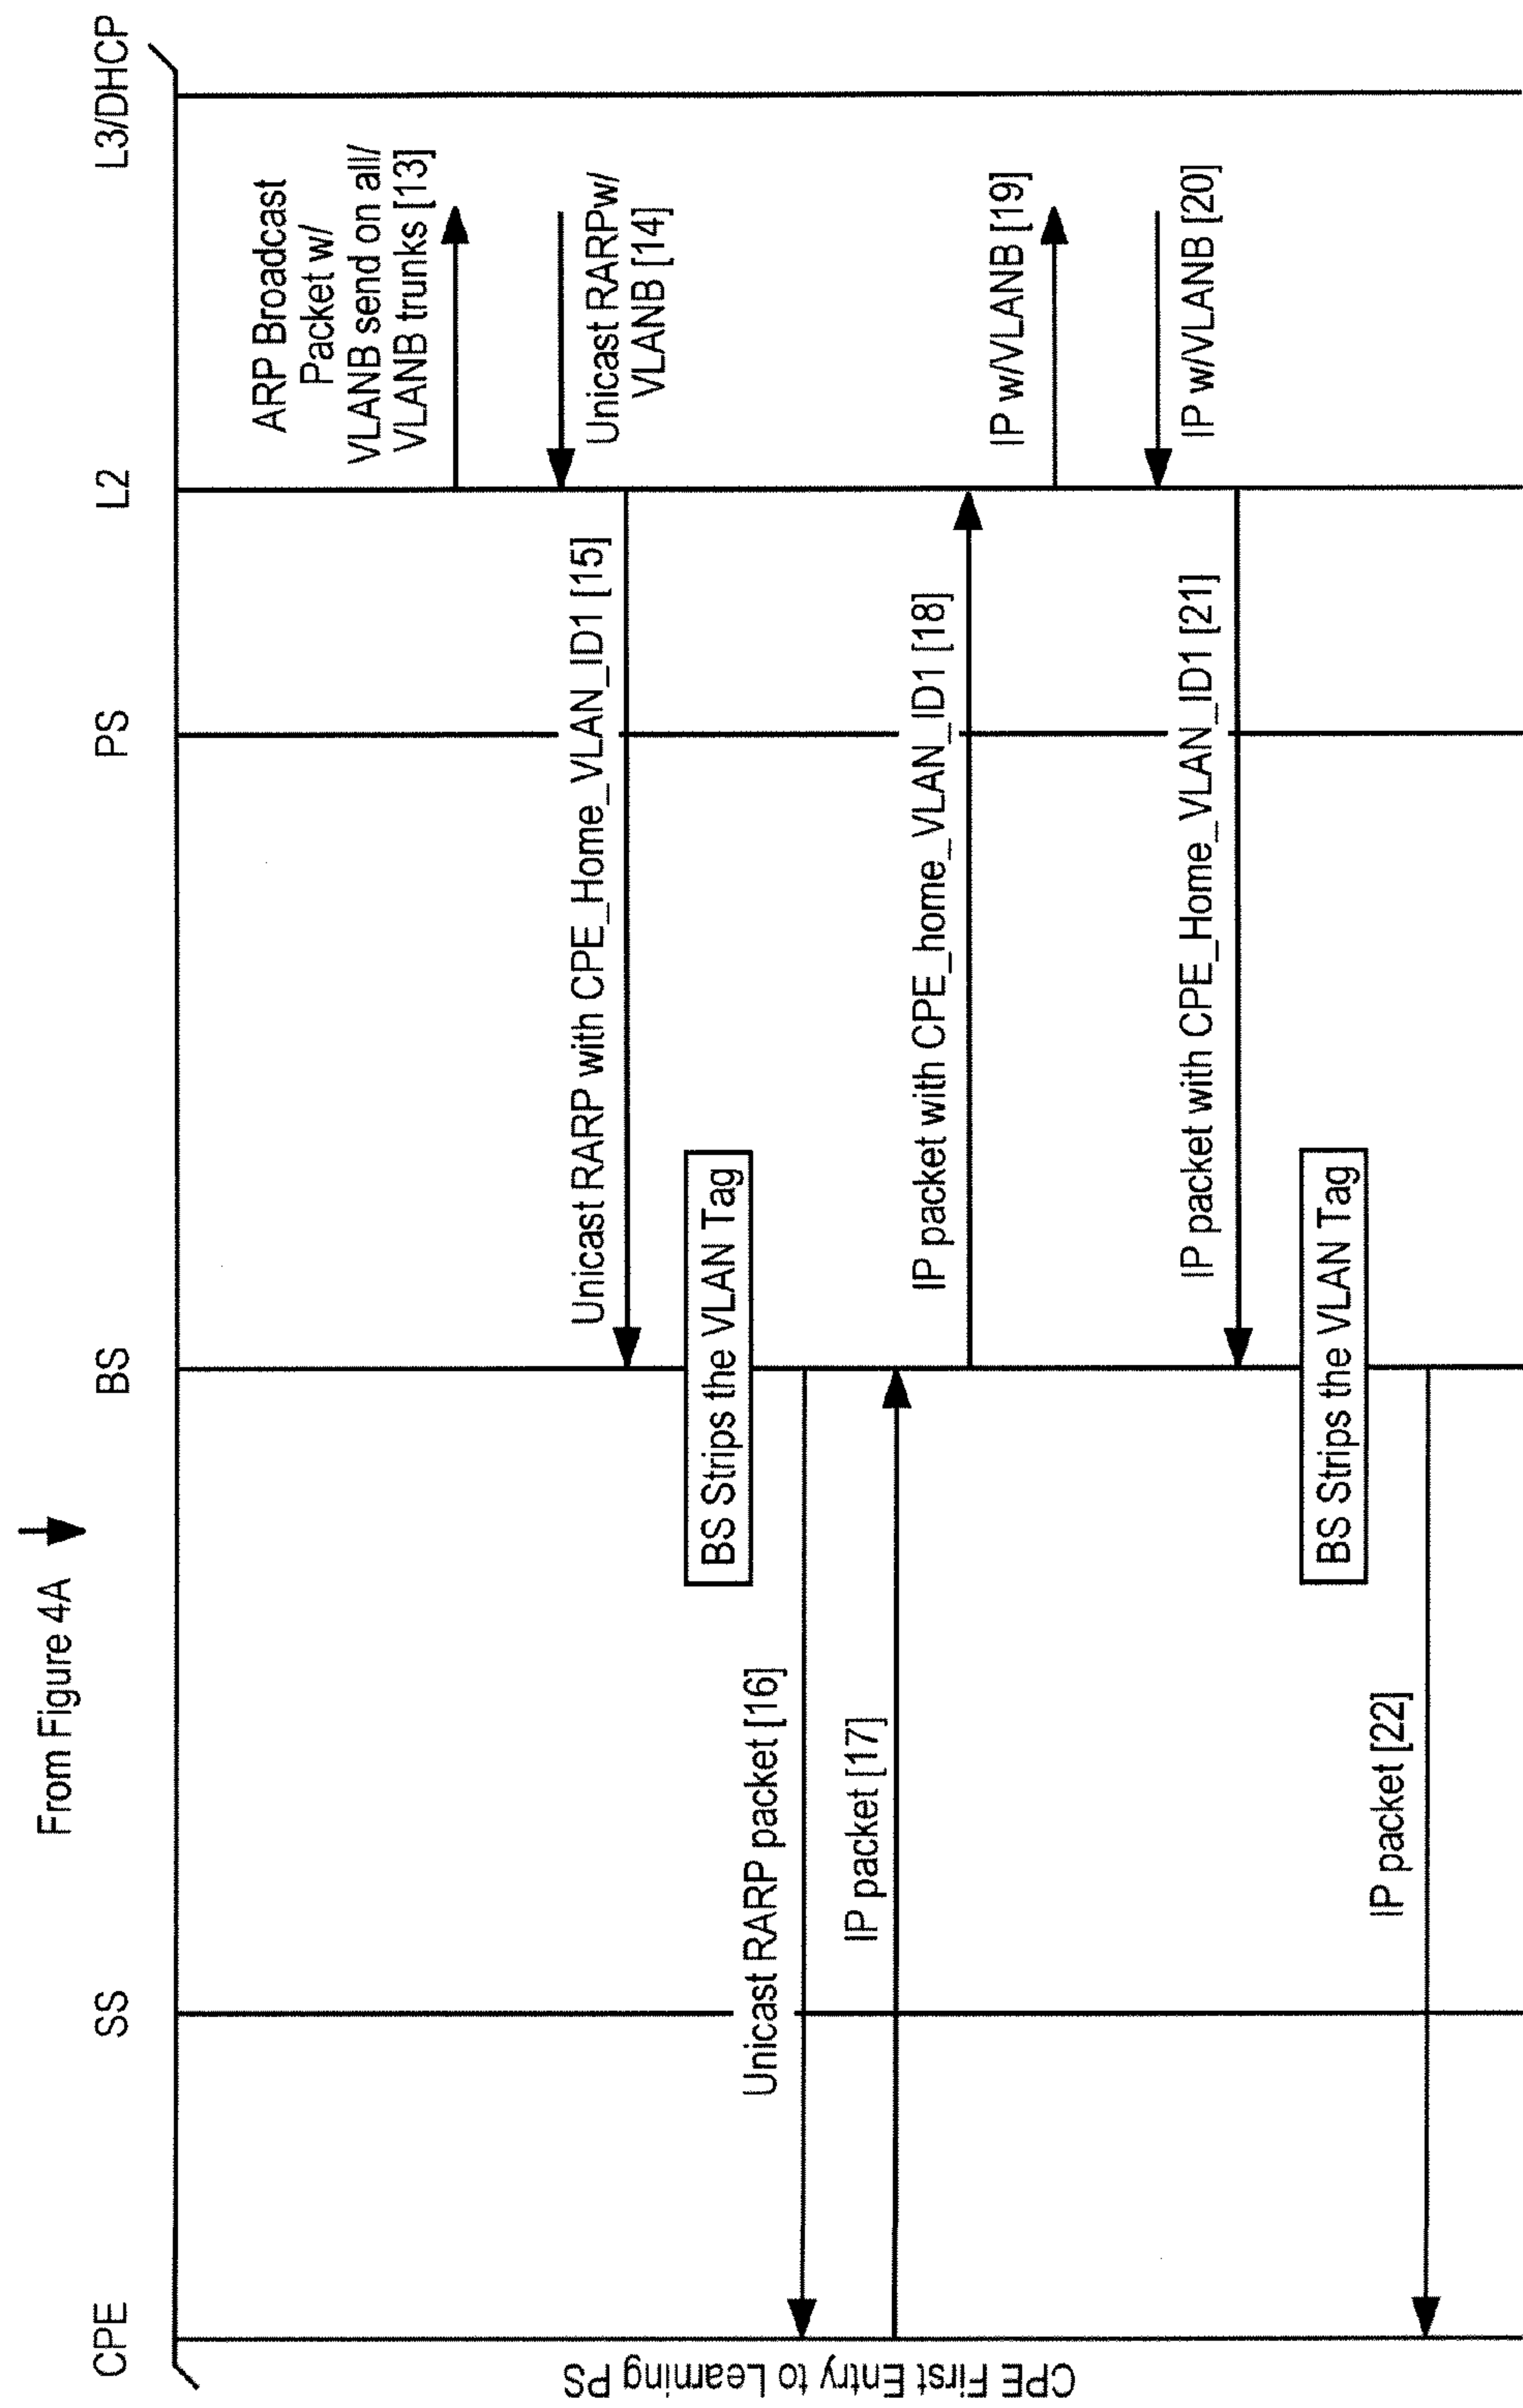 From Figure 4A
CPE
SS
BS
PS
L2
L3/DHCP
ARP Broadcast
Packet w/
VLANB send on all/
VLANB trunks [13]
Unicast RARPw/
VLANB [14]
Unicast RARP with CPE_Home_VLAN_ID1 [15]
BS Strips the VLAN Tag
Unicast RARP packet [16]
IP packet [17]
IP packet with CPE_home_VLAN_ID1 [18]
IP w/VLANB [19]
IP w/VLANB [20]
IP packet with CPE_Home_VLAN_ID1 [21]
BS Strips the VLAN Tag
IP packet [22]
CPE First Entry to Learning PS